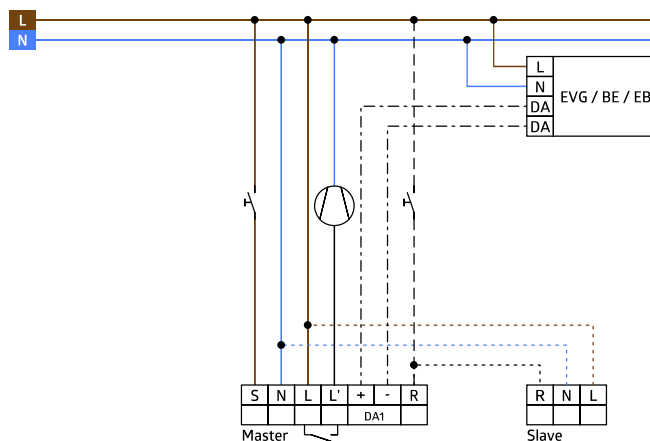 L
N
L
N EVG / BE / EB
DA
DA
S N L L' + - R R N L
DA1
Master Slave